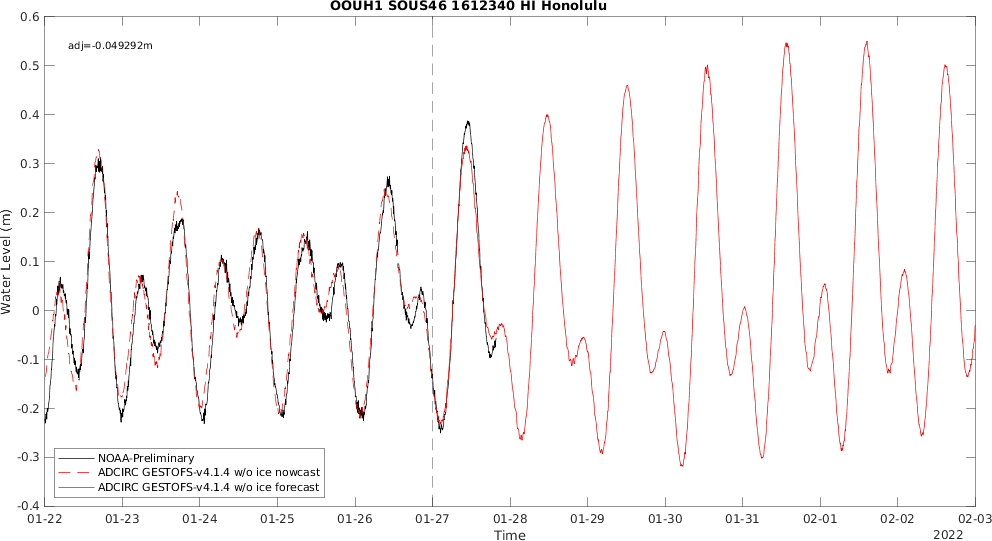 OOUH1 SOUS46 1612340 HI Honolulu
adj=-0.049292m
Water Level (m)
0.6
0.5
0.4
0.3
0.2
0.1
0
-0.1
-0.2
-0.3
-0.4
NOAA-Preliminary
ADCIRC GESTOFS-v4.1.4 w/o ice nowcast
ADCIRC GESTOFS-v4.1.4 w/o ice forecast
01-22 01-23 01-24 01-25 01-26 01-27 01-28 01-29 01-30 01-31 02-01 02-02 02-03
Time
2022